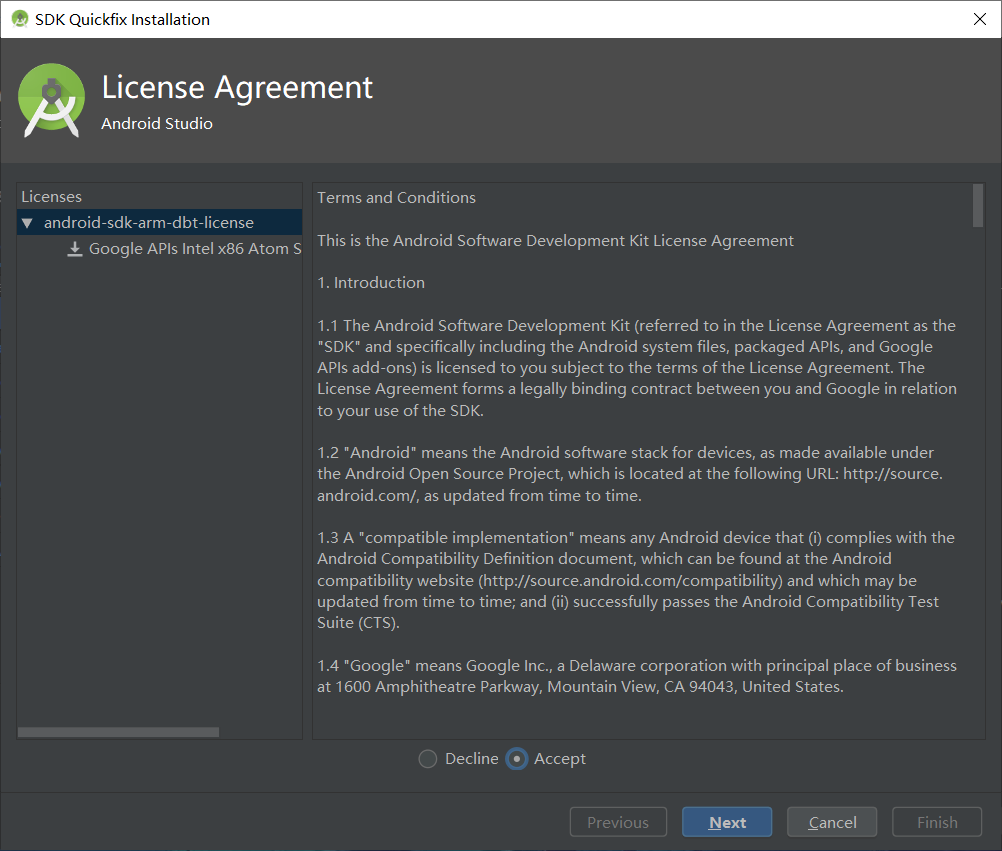 SDK Quickfix Installation
License Agreement
Android Studio
Licenses
android-sdk-arm-dbt-license
Google APIs Intel x86 Atom S
Terms and Conditions
This is the Android Software Development Kit License Agreement
1. Introduction
1.1 The Android Software Development Kit (referred to in the License Agreement as the
"SDK" and specifically including the Android system files, packaged APIs, and Google
APIs add-ons) is licensed to you subject to the terms of the License Agreement. The
License Agreement forms a legally binding contract between you and Google in relation
to your use of the SDK.
1.2 "Android" means the Android software stack for devices, as made available under
the Android Open Source Project, which is located at the following URL: http://source.
android.com/, as updated from time to time.
1.3 A "compatible implementation" means any Android device that (i) complies with the
Android Compatibility Definition document, which can be found at the Android
compatibility website (http://source.android.com/compatibility) and which may be
updated from time to time; and (ii) successfully passes the Android Compatibility Test
Suite (CTS).
1.4 "Google" means Google Inc., a Delaware corporation with principal place of business
at 1600 Amphitheatre Parkway, Mountain View, CA 94043, United States.
Decline Accept
Previous Next Cancel Finish